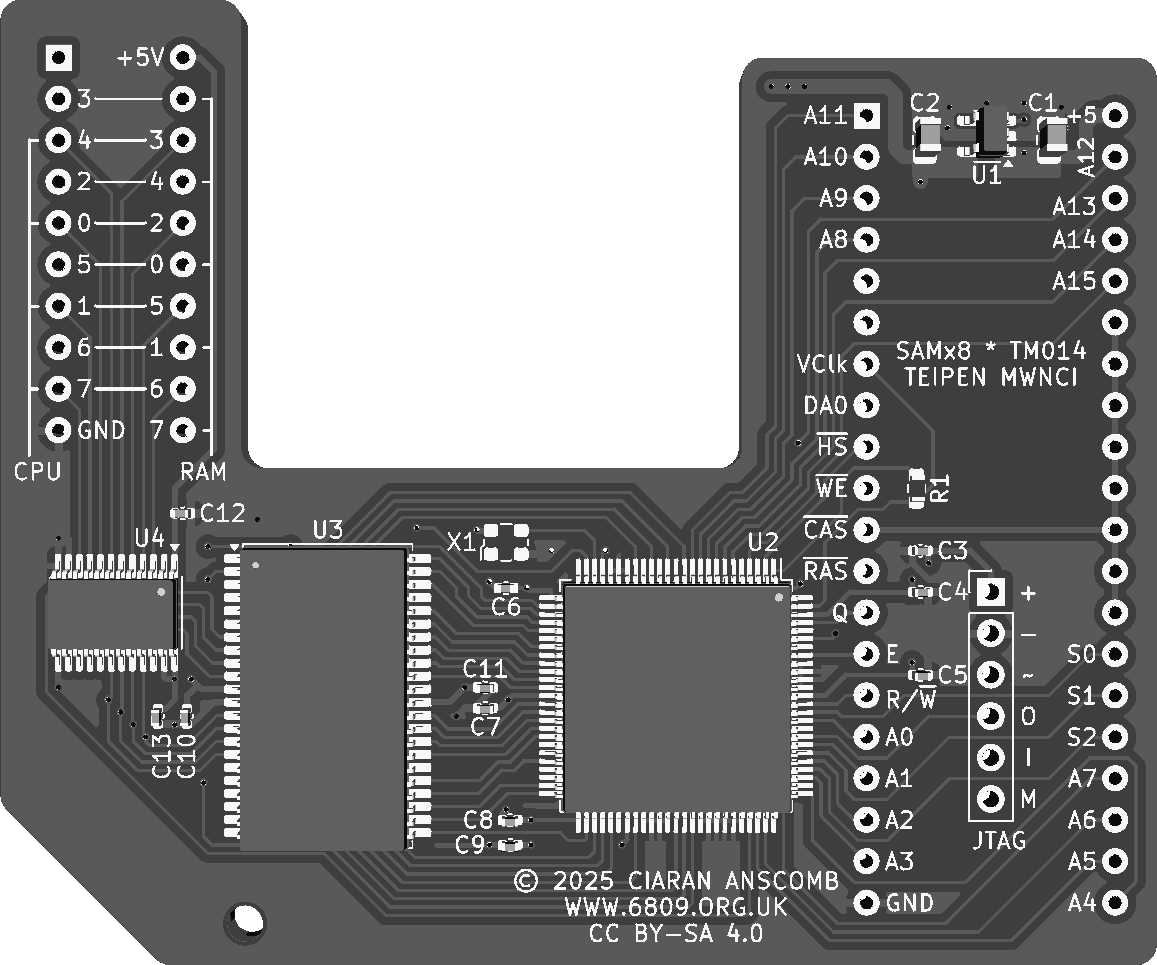 +5V
3
4 3
2 4
0 2
5 0
1 5
6 1
7 6
GND 7
CPU RAM
C12
U4
U3
X1
C6
C11
C7
C13
C10
C8
C9
U2
C2 C1
U1
A11
A10
A9
A8
VClk
DA0
HS
WE
CAS
RAS
Q
E
R/W
A0
A1
A2
A3
GND
+5
A12
A13
A14
A15
SAMx8 * TM014
TEIPEN MWNCI
R1
C3
C4
C5
+
–
~
O
I
M
JTAG
S0
S1
S2
A7
A6
A5
A4
© 2025 CIARAN ANSCOMB
WWW.6809.ORG.UK
CC BY–SA 4.0